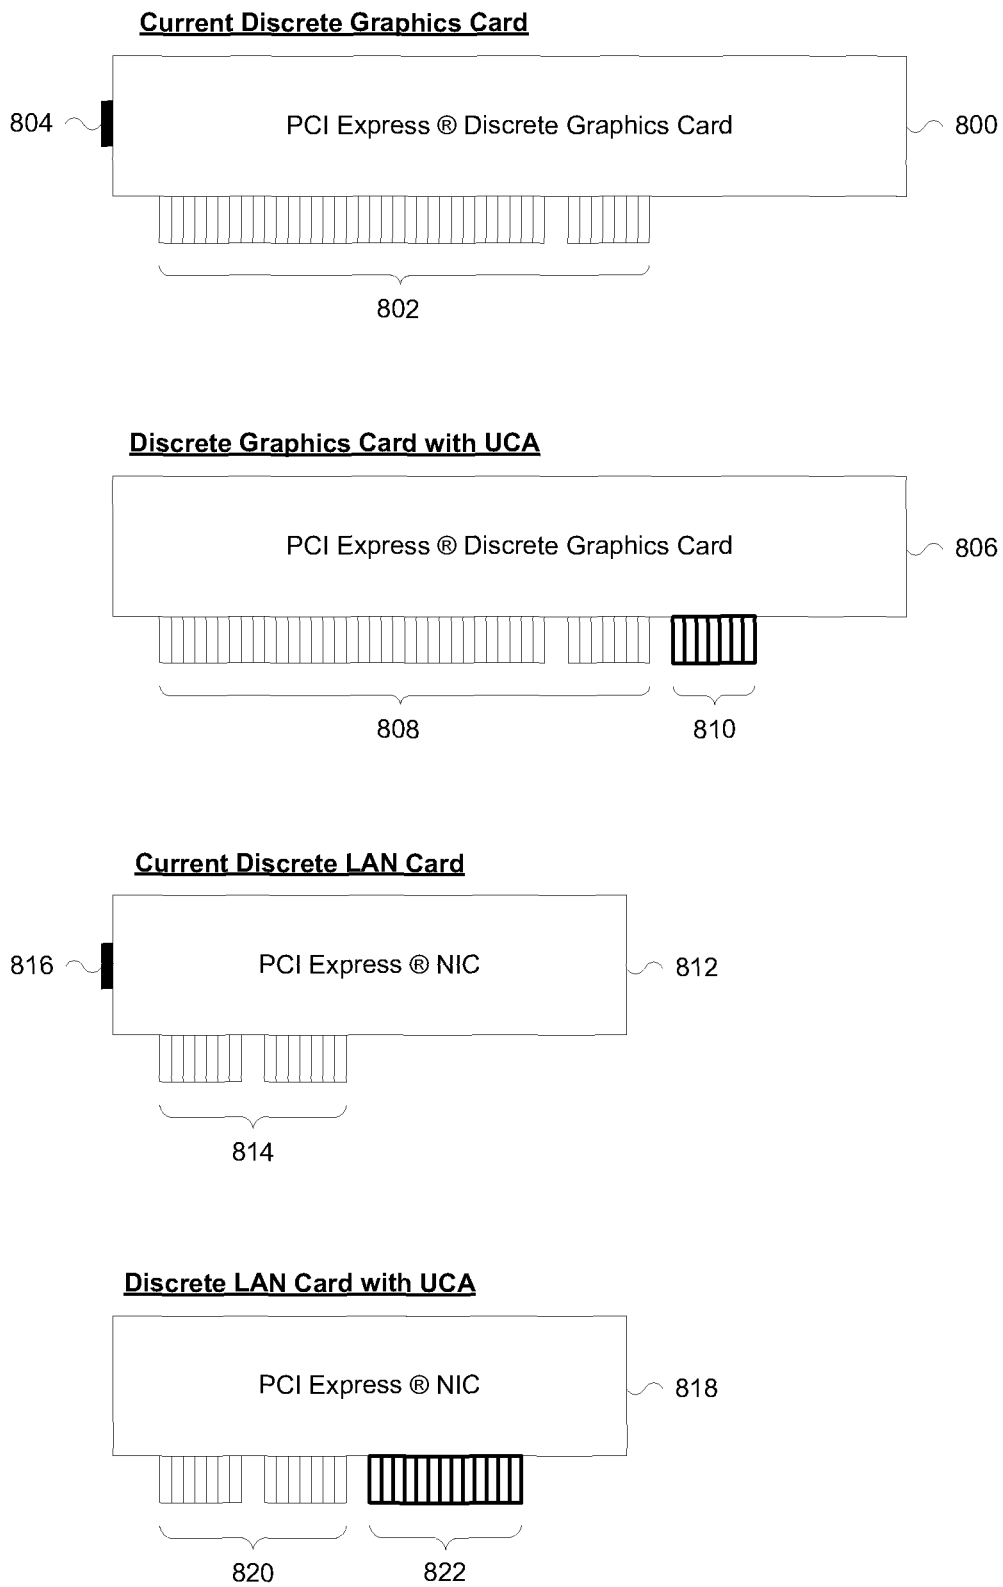 Current Discrete Graphics Card
804
PCI Express ® Discrete Graphics Card
800
802
Discrete Graphics Card with UCA
PCI Express ® Discrete Graphics Card
806
808
810
Current Discrete LAN Card
816
PCI Express ® NIC
812
814
Discrete LAN Card with UCA
PCI Express ® NIC
818
820
822